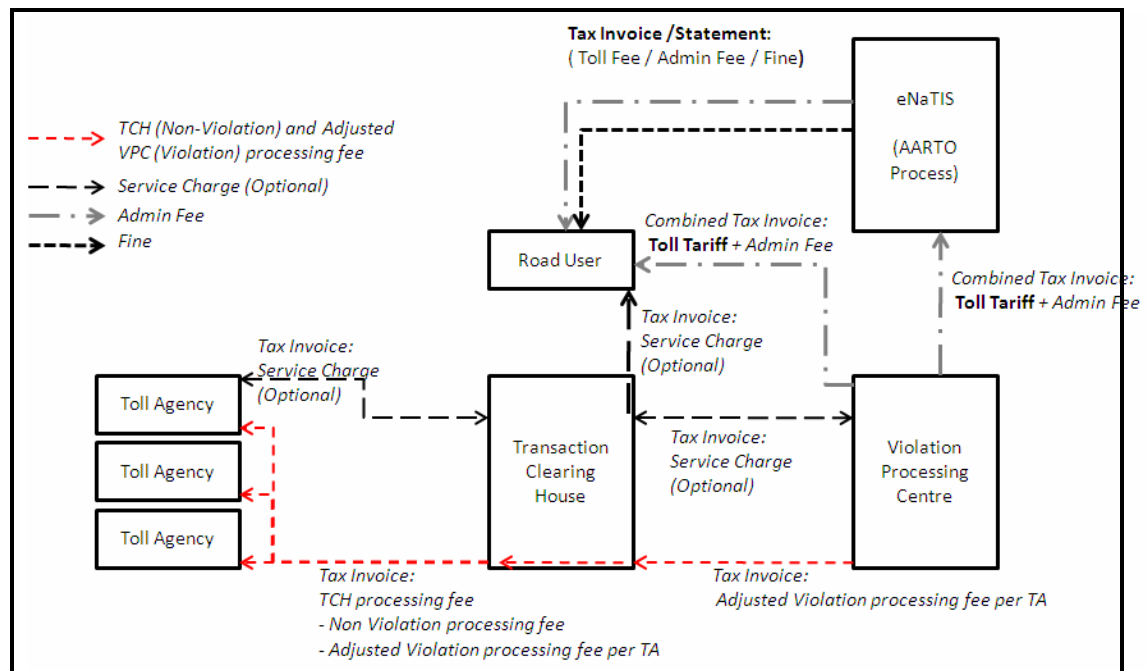 Tax Invoice /Statement:
( Toll Fee / Admin Fee / Fine)
eNaTIS
(AARTO
Process)
TCH (Non-Violation) and Adjusted
VPC (Violation) processing fee
Service Charge (Optional)
Admin Fee
Fine
Combined Tax Invoice:
Toll Tariff + Admin Fee
Road User
Combined Tax Invoice:
Toll Tariff + Admin Fee
Tax Invoice:
Service Charge
(Optional)
Tax Invoice:
Service Charge
(Optional)
Toll Agency
Toll Agency
Toll Agency
Transaction
Clearing
House
Tax Invoice:
Service Charge
(Optional)
Violation
Processing
Centre
Tax Invoice:
TCH processing fee
- Non Violation processing fee
- Adjusted Violation processing fee per TA
Tax Invoice:
Adjusted Violation processing fee per TA